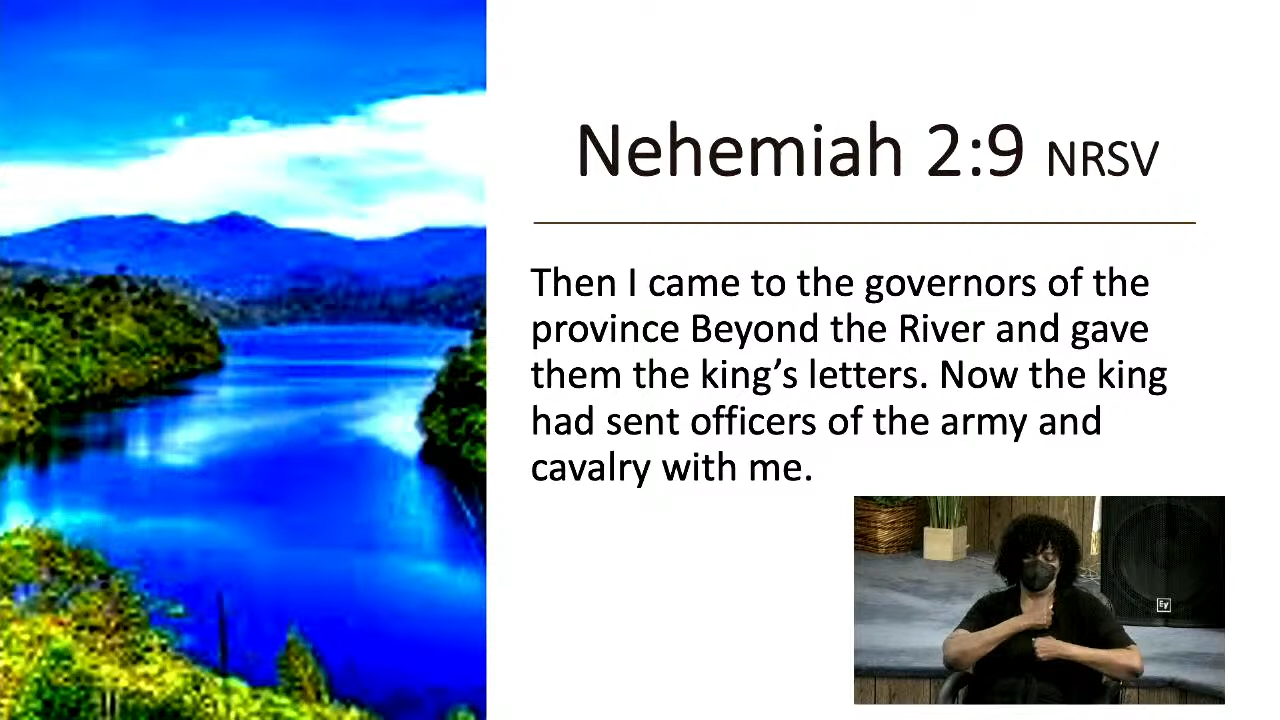 Nehemiah 2:9 NRSV
Then I came to the governors of the
province Beyond the River and gave
them the king’s letters. Now the king
had sent officers of the army and
cavalry with me.
EV